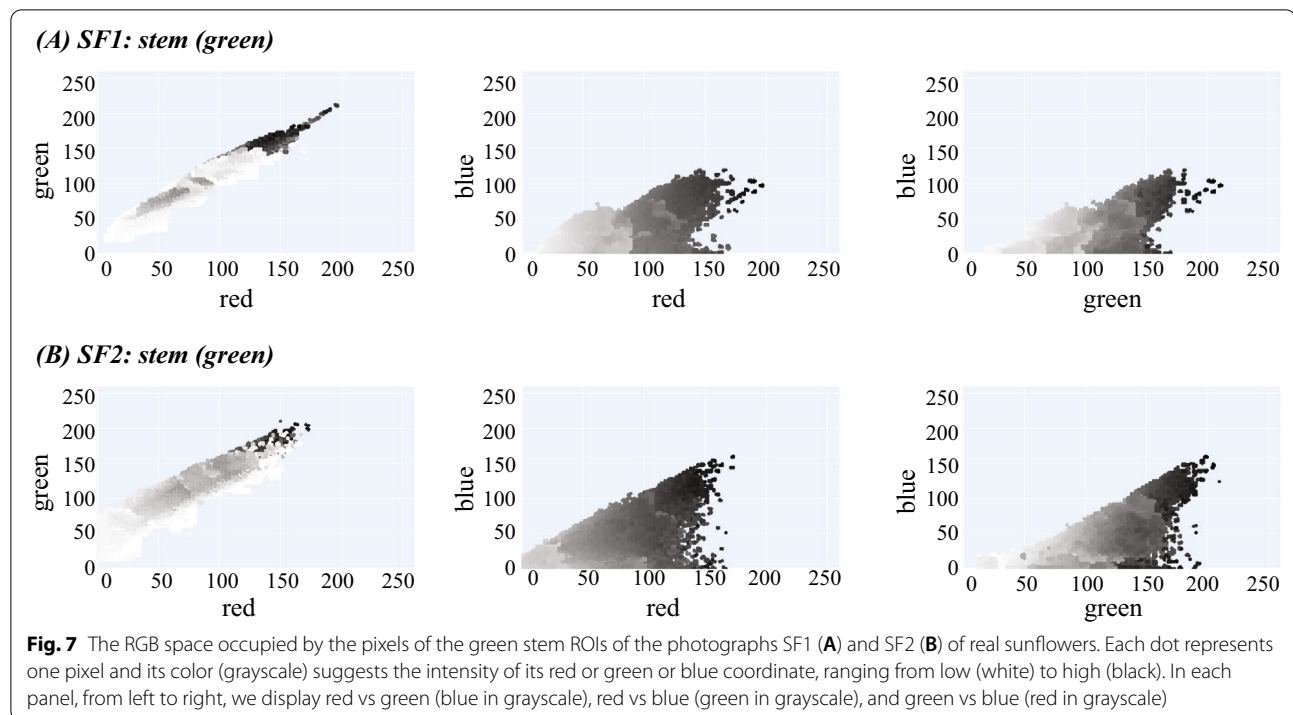 (A) SF1: stem (green)
250
200
150
100
50
0
green
0 50 100 150 200 250
red
250
200
150
100
50
0
blue
0 50 100 150 200 250
red
250
200
150
100
50
0
blue
0 50 100 150 200 250
green
(B) SF2: stem (green)
250
200
150
100
50
0
green
0 50 100 150 200 250
red
250
200
150
100
50
0
blue
0 50 100 150 200 250
red
250
200
150
100
50
0
blue
0 50 100 150 200 250
green
Fig. 7 The RGB space occupied by the pixels of the green stem ROIs of the photographs SF1 (A) and SF2 (B) of real sunflowers. Each dot represents
one pixel and its color (grayscale) suggests the intensity of its red or green or blue coordinate, ranging from low (white) to high (black). In each
panel, from left to right, we display red vs green (blue in grayscale), red vs blue (green in grayscale), and green vs blue (red in grayscale)